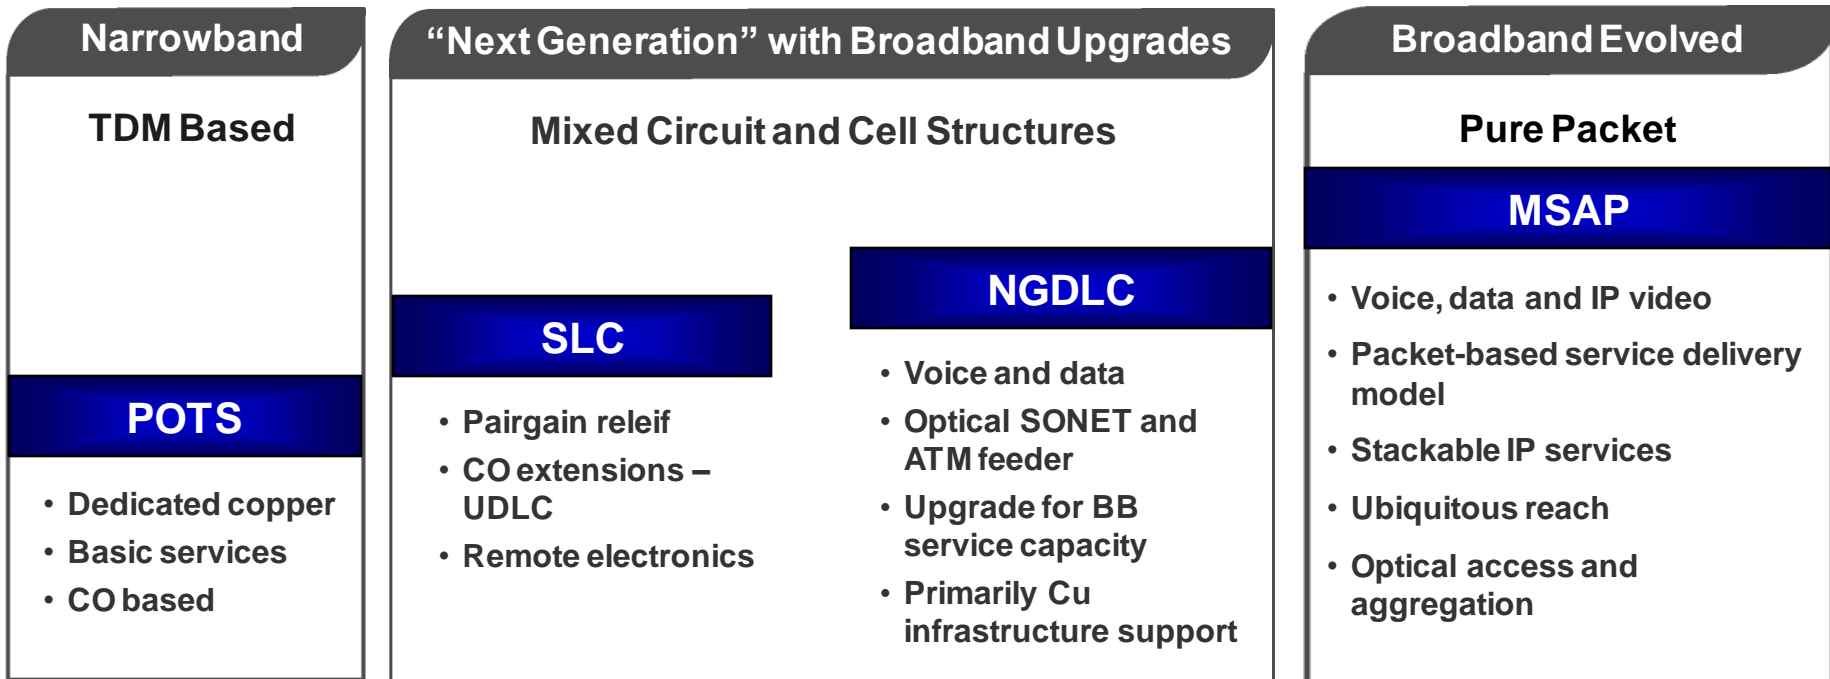 Narrowband
TDM Based
POTS
• Dedicated copper
• Basic services
• CO based
“Next Generation” with Broadband Upgrades
Mixed Circuit and Cell Structures
SLC
• Pairgain releif
• CO extensions –
UDLC
• Remote electronics
NGDLC
• Voice and data
• Optical SONET and
ATM feeder
• Upgrade for BB
service capacity
• Primarily Cu
infrastructure support
Broadband Evolved
Pure Packet
MSAP
• Voice, data and IP video
• Packet-based service delivery
model
• Stackable IP services
• Ubiquitous reach
• Optical access and
aggregation